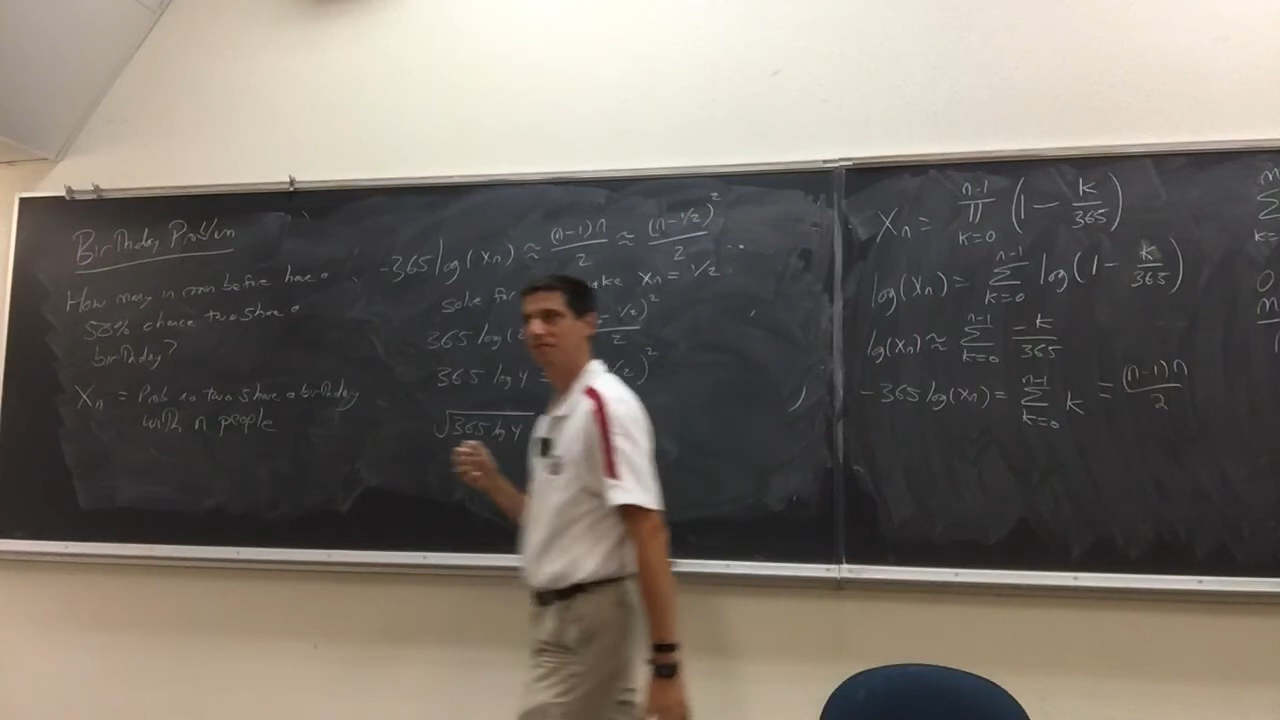 Birthday Problem
How many in room before have a
50% chance two share a
birthday?
Xn = Prob no two share a birthday
with n people
-365 log(Xn) ≈ (n-1)n/2 ≈ (n-1/2)²/2 ...
solve for Xn = 1/2
365 log(
365 log 4 =
√365 log 4
Xn = ∏_{k=0}^{n-1} (1 - k/365)
log(Xn) = ∑_{k=0}^{n-1} log(1 - k/365)
log(Xn) ≈ ∑_{k=0}^{n-1} -k/365
-365 log(Xn) = ∑_{k=0}^{n-1} k = (n-1)n/2